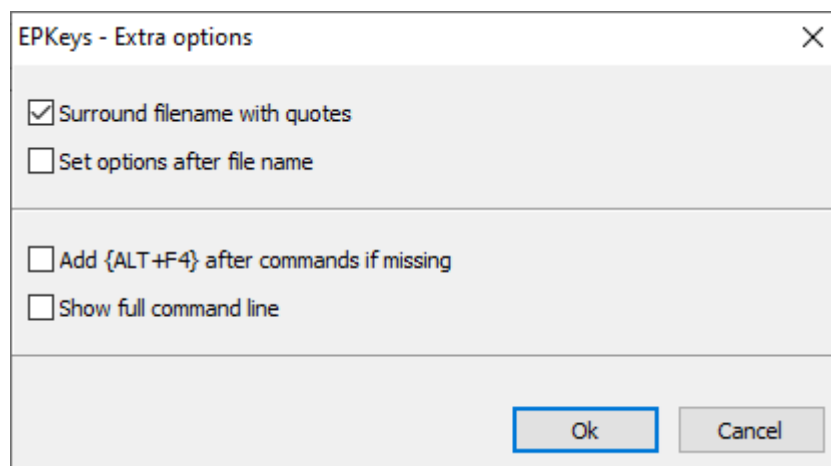 EPKeys - Extra options
Surround filename with quotes
Set options after file name
Add {ALT+F4} after commands if missing
Show full command line
Ok Cancel